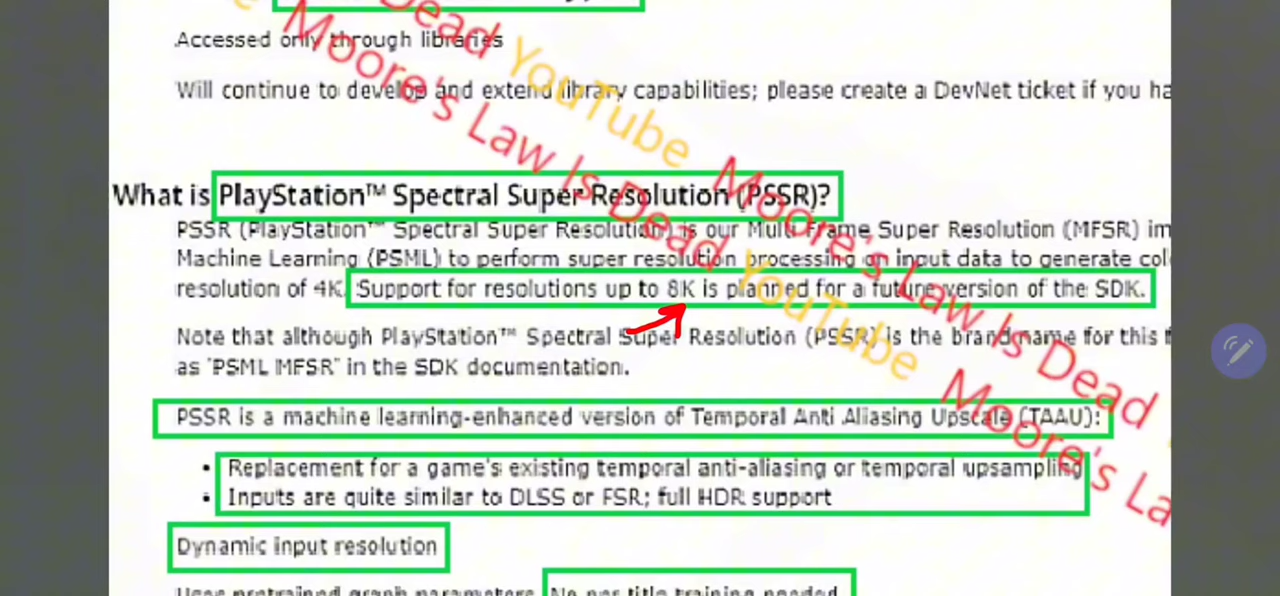 Accessed only through libraries
Will continue to develop and extend library capabilities; please create a DevNet ticket if you ha
What is PlayStation™ Spectral Super Resolution (PSSR)?
PSSR (PlayStation™ Spectral Super Resolution) is our Multi Frame Super Resolution (MFSR) im
Machine Learning (PSML) to perform super resolution processing on input data to generate col
resolution of 4K. Support for resolutions up to 8K is planned for a future version of the SDK.
Note that although PlayStation™ Spectral Super Resolution (PSSR) is the brand name for this f
as "PSML MFSR" in the SDK documentation.
PSSR is a machine learning-enhanced version of Temporal Anti Aliasing Upscale (TAAU):
• Replacement for a game's existing temporal anti-aliasing or temporal upsampling
• Inputs are quite similar to DLSS or FSR; full HDR support
Dynamic input resolution
Uses pretrained graph parameters. No per title training needed
Dead YouTube
Moore's Law Is Dead YouTube
Moore's Law Is Dead
Moore's La